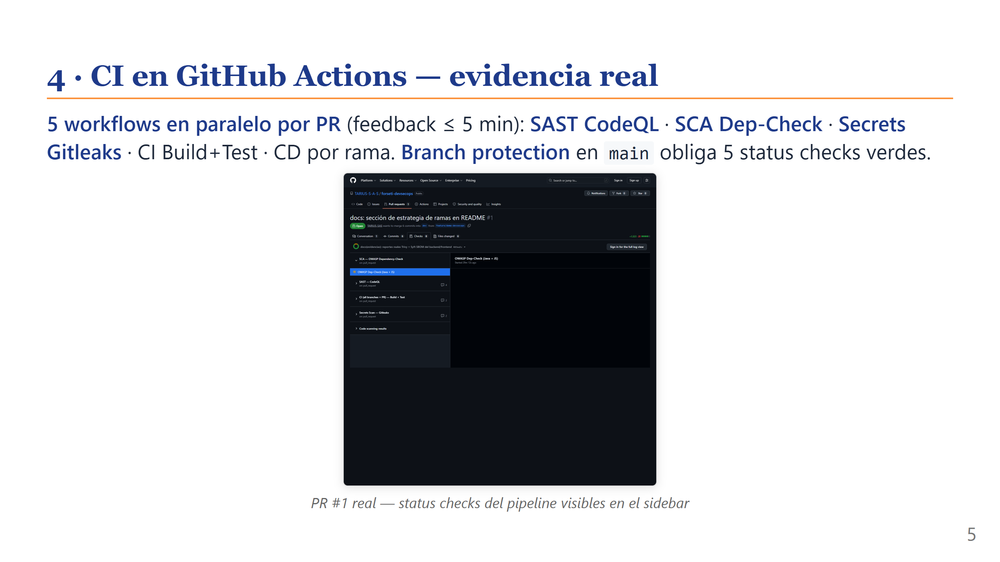 4 · CI en GitHub Actions — evidencia real
5 workflows en paralelo por PR (feedback ≤ 5 min): SAST CodeQL · SCA Dep-Check · Secrets
Gitleaks · CI Build+Test · CD por rama. Branch protection en main obliga 5 status checks verdes.
Platform Solutions Resources Open Source Enterprise Pricing Search or jump to... / Sign in Sign up
TARIUS-S-A-S / forseti-devsecops Public Notifications Fork 0 Star 0
Code Issues Pull requests 1 Actions Projects Security and quality Insights
docs: sección de estrategia de ramas en README #1
Open TARIUS-SAS wants to merge 6 commits into dev from feature/demo-devsecops
Conversation 1 Commits 6 Checks 8 Files changed 6 +1,323 -31
docs(evidencias): reportes reales Trivy + Syft SBOM del backend/frontend 403ea5c Sign in for the full log view
SCA — OWASP Dependency-Check
on: pull_request
OWASP Dep-Check (Java + JS)
Started 29m 12s ago
OWASP Dep-Check (Java + JS)
SAST — CodeQL
on: pull_request
4
CI (all branches + PR) — Build + Test
on: pull_request
2
Secrets Scan — Gitleaks
on: pull_request
2
Code scanning results
PR #1 real — status checks del pipeline visibles en el sidebar
5